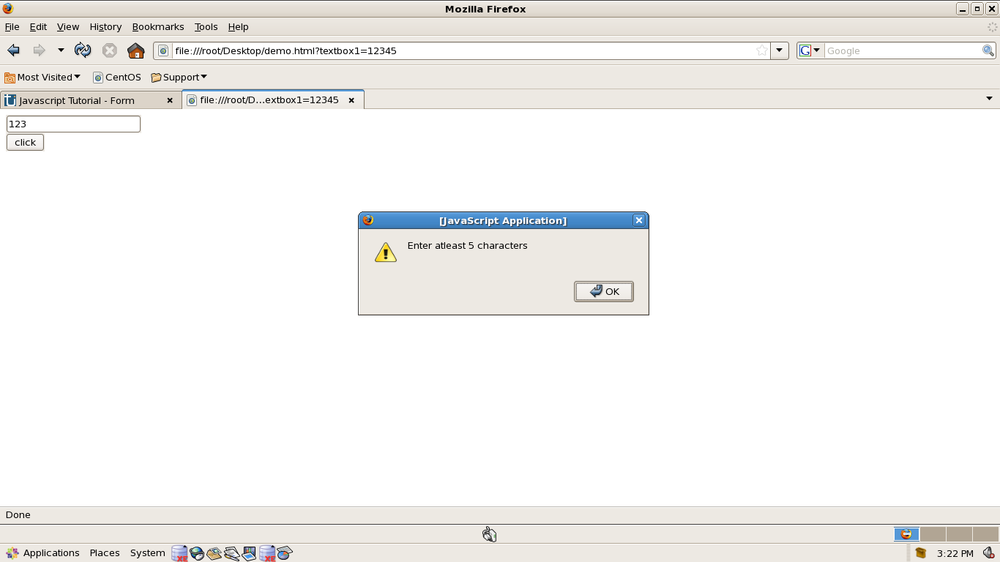 Mozilla Firefox
File Edit View History Bookmarks Tools Help
file:///root/Desktop/demo.html?textbox1=12345
G Google
Most Visited CentOS Support
Javascript Tutorial - Form file:///root/D...extbox1=12345
123
click
[JavaScript Application]
Enter atleast 5 characters
OK
Done
Applications Places System XE XE 3:22 PM